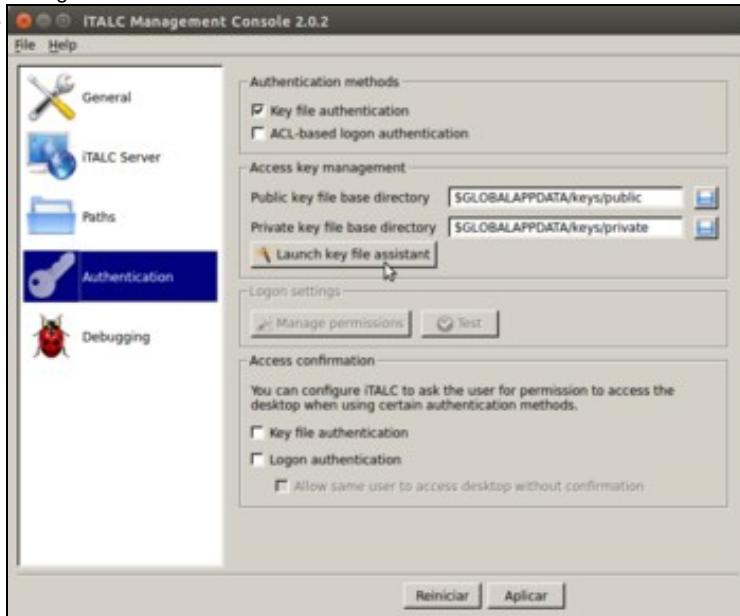 iTALC Management Console 2.0.2
File Help
General
iTALC Server
Paths
Authentication
Debugging
Authentication methods
Key file authentication
ACL-based logon authentication
Access key management
Public key file base directory $GLOBALAPPDATA/keys/public
Private key file base directory $GLOBALAPPDATA/keys/private
Launch key file assistant
Logon settings
Manage permissions Test
Access confirmation
You can configure iTALC to ask the user for permission to access the
desktop when using certain authentication methods.
Key file authentication
Logon authentication
Allow same user to access desktop without confirmation
Reiniciar Aplicar